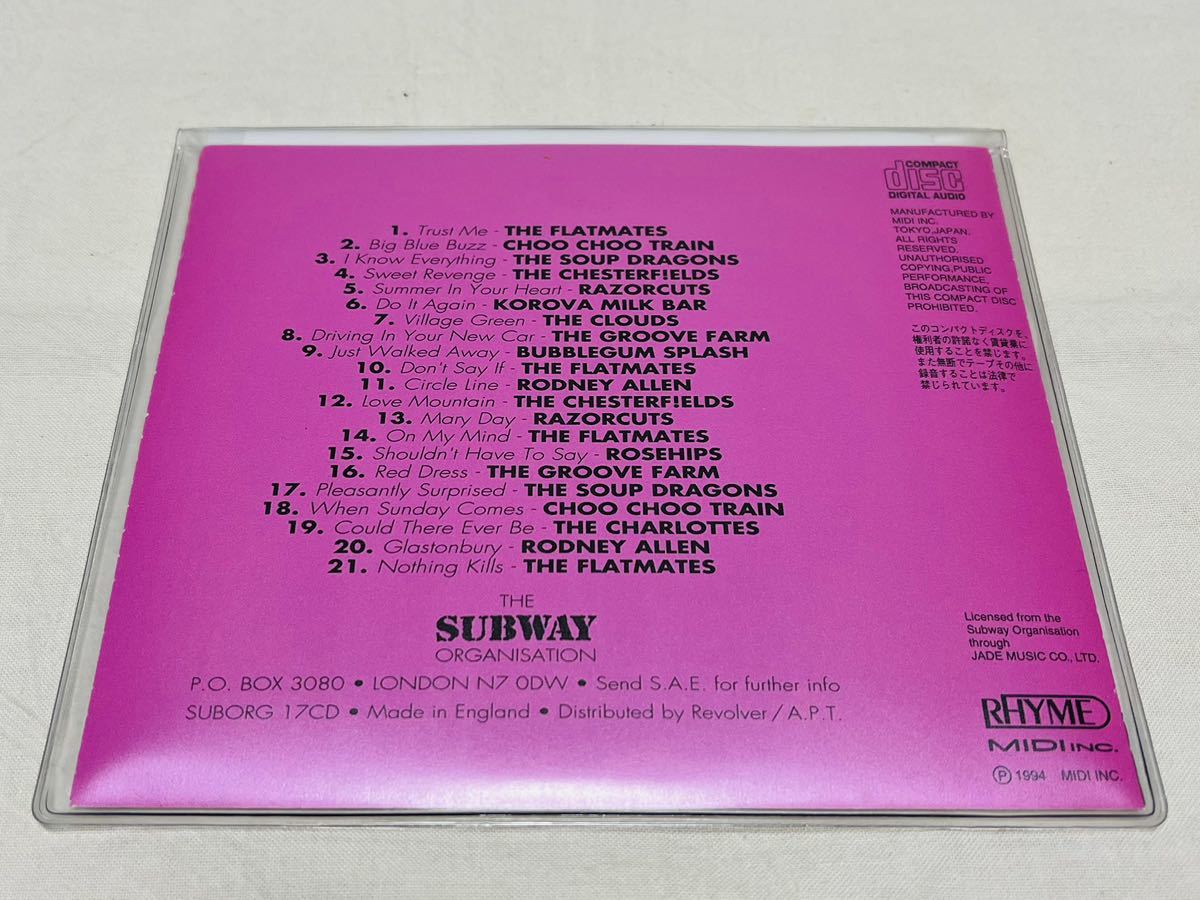 1. Trust Me - THE FLATMATES
2. Big Blue Buzz - CHOO CHOO TRAIN
3. I Know Everything - THE SOUP DRAGONS
4. Sweet Revenge - THE CHESTERF!ELDS
5. Summer In Your Heart - RAZORCUTS
6. Do It Again - KOROVA MILK BAR
7. Village Green - THE CLOUDS
8. Driving In Your New Car - THE GROOVE FARM
9. Just Walked Away - BUBBLEGUM SPLASH
10. Don't Say If - THE FLATMATES
11. Circle Line - RODNEY ALLEN
12. Love Mountain - THE CHESTERF!ELDS
13. Mary Day - RAZORCUTS
14. On My Mind - THE FLATMATES
15. Shouldn't Have To Say - ROSEHIPS
16. Red Dress - THE GROOVE FARM
17. Pleasantly Surprised - THE SOUP DRAGONS
18. When Sunday Comes - CHOO CHOO TRAIN
19. Could There Ever Be - THE CHARLOTTES
20. Glastonbury - RODNEY ALLEN
21. Nothing Kills - THE FLATMATES
THE
SUBWAY
ORGANISATION
P.O. BOX 3080 • LONDON N7 0DW • Send S.A.E. for further info
SUBORG 17CD • Made in England • Distributed by Revolver / A.P.T.
COMPACT
disc
DIGITAL AUDIO
MANUFACTURED BY
MIDI INC.
TOKYO,JAPAN.
ALL RIGHTS
RESERVED.
UNAUTHORISED
COPYING,PUBLIC
PERFORMANCE,
BROADCASTING OF
THIS COMPACT DISC
PROHIBITED.
このコンパクトディスクを、
権利者の許諾なく賃貸業に
使用することを禁じます。
また無断でテープその他に
録音することは法律で
禁じられています。
Licensed from the
Subway Organisation
through
JADE MUSIC CO., LTD.
RHYME
MIDI INC.
Ⓟ 1994 MIDI INC.